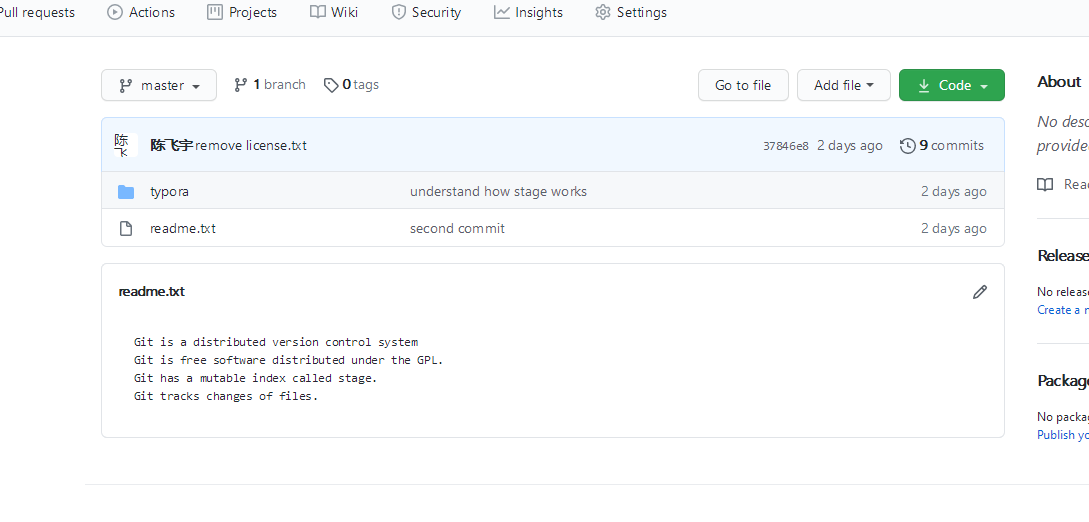 Pull requests Actions Projects Wiki Security Insights Settings
master 1 branch 0 tags Go to file Add file Code
About
No
provide
陈
飞
陈飞宇 remove license.txt 37846e8 2 days ago 9 commits
typora understand how stage works 2 days ago
readme.txt second commit 2 days ago
Release
No releas
Create a
readme.txt
Git is a distributed version control system
Git is free software distributed under the GPL.
Git has a mutable index called stage.
Git tracks changes of files.
Packag
No packa
Publish yo